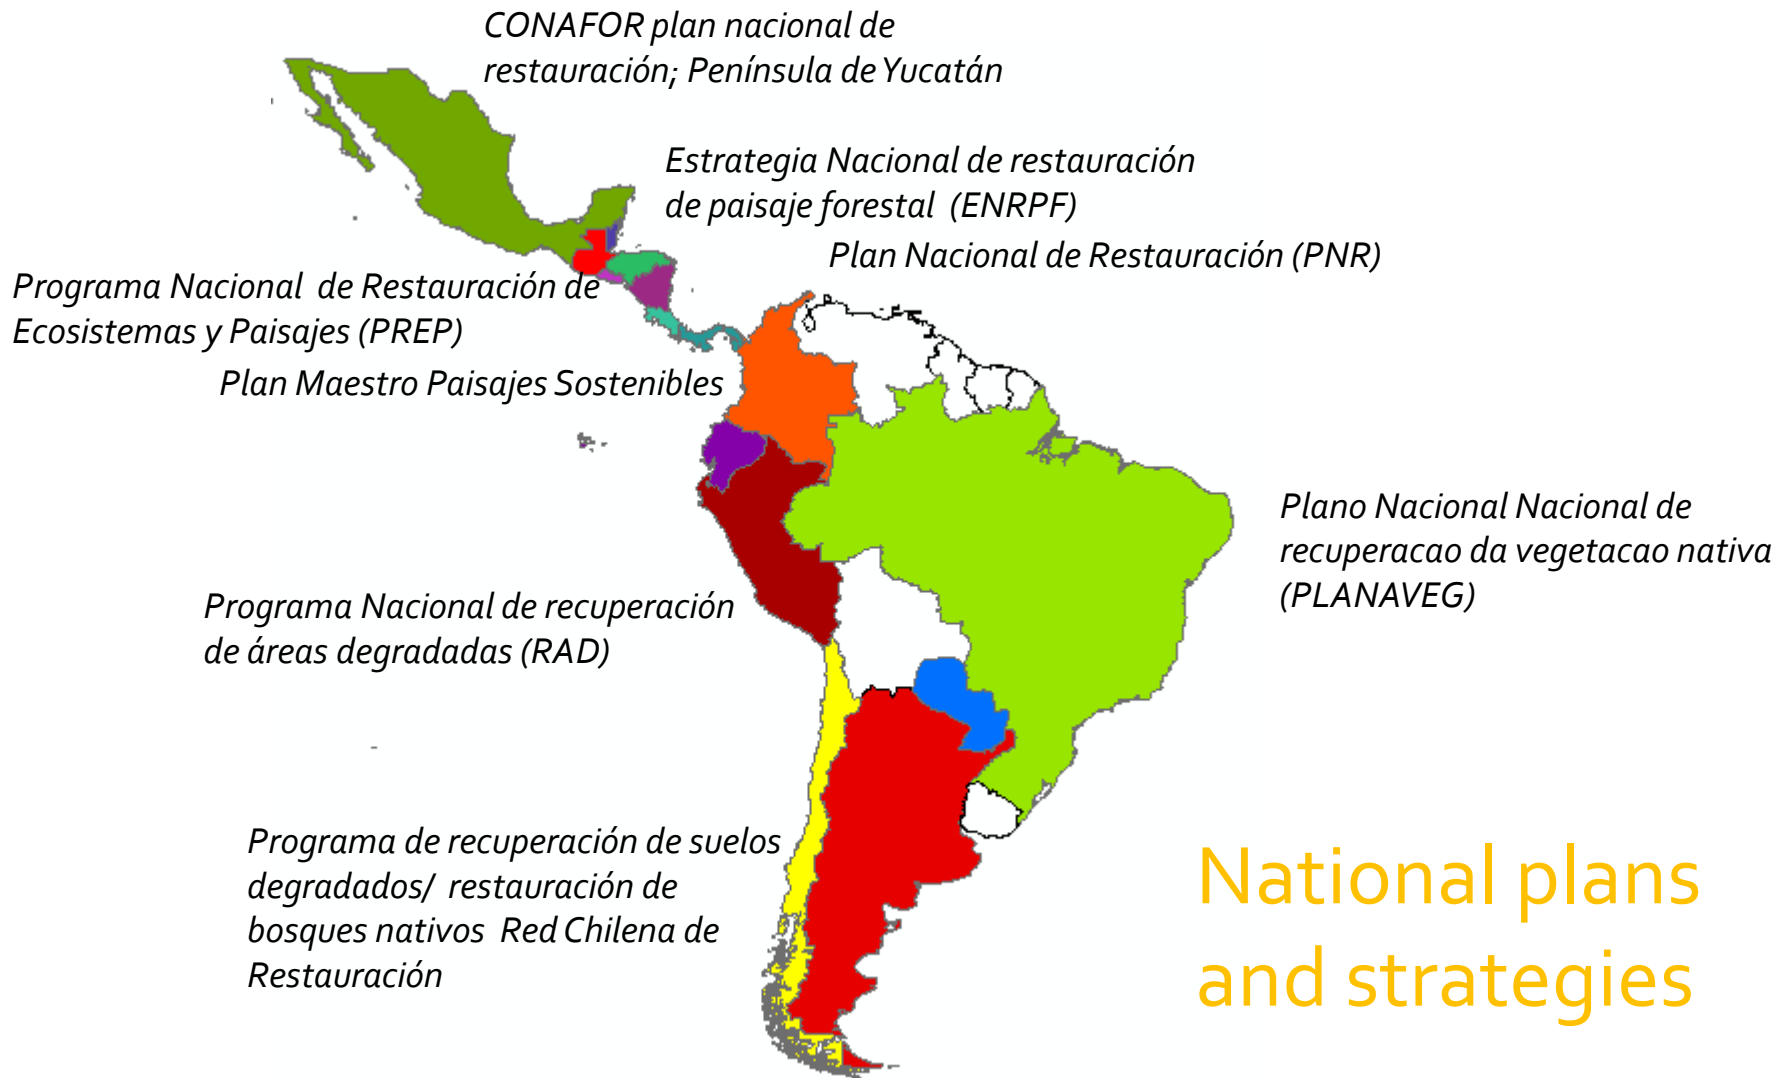 CONAFOR plan nacional de
restauración; Península de Yucatán
Estrategia Nacional de restauración
de paisaje forestal (ENRPF)
Plan Nacional de Restauración (PNR)
Programa Nacional de Restauración de
Ecosistemas y Paisajes (PREP)
Plan Maestro Paisajes Sostenibles
Plano Nacional Nacional de
recuperacao da vegetacao nativa
(PLANAVEG)
Programa Nacional de recuperación
de áreas degradadas (RAD)
Programa de recuperación de suelos
degradados/ restauración de
bosques nativos Red Chilena de
Restauración
National plans
and strategies